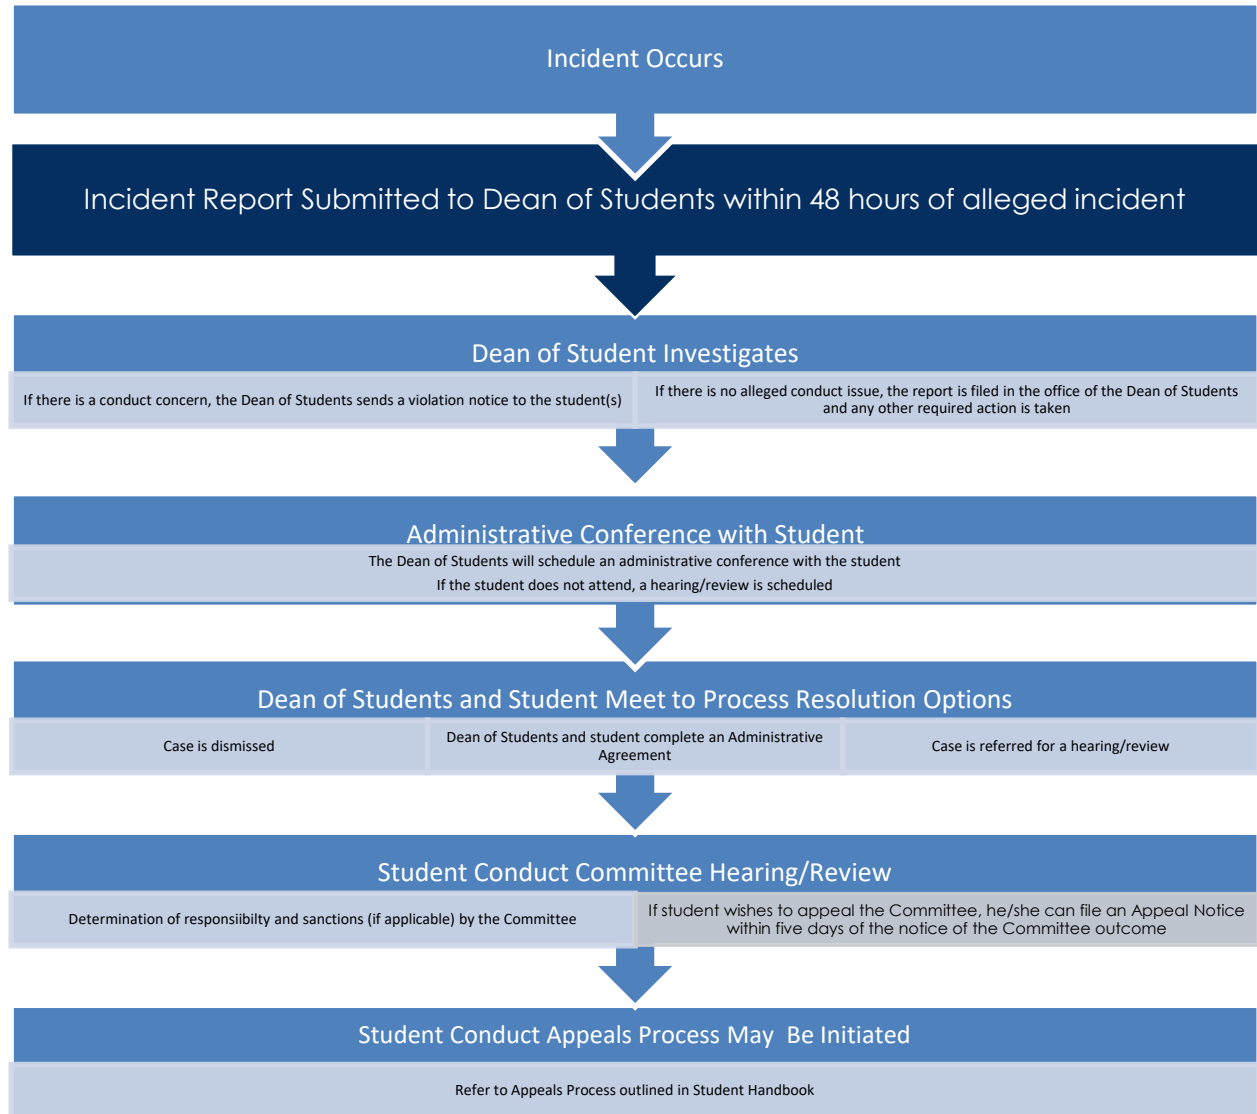 Incident Occurs
Incident Report Submitted to Dean of Students within 48 hours of alleged incident
Dean of Student Investigates
If there is a conduct concern, the Dean of Students sends a violation notice to the student(s)
If there is no alleged conduct issue, the report is filed in the office of the Dean of Students
and any other required action is taken
Administrative Conference with Student
The Dean of Students will schedule an administrative conference with the student
If the student does not attend, a hearing/review is scheduled
Dean of Students and Student Meet to Process Resolution Options
Case is dismissed
Dean of Students and student complete an Administrative
Agreement
Case is referred for a hearing/review
Student Conduct Committee Hearing/Review
Determination of responsiibilty and sanctions (if applicable) by the Committee
If student wishes to appeal the Committee, he/she can file an Appeal Notice
within five days of the notice of the Committee outcome
Student Conduct Appeals Process May  Be Initiated
Refer to Appeals Process outlined in Student Handbook